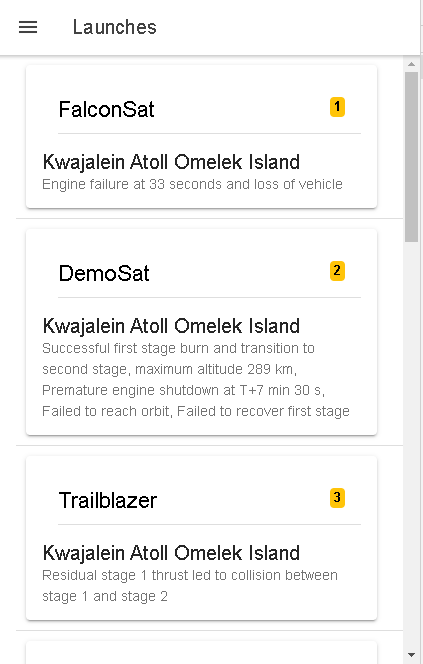 Launches
FalconSat
1
Kwajalein Atoll Omelek Island
Engine failure at 33 seconds and loss of vehicle
DemoSat
2
Kwajalein Atoll Omelek Island
Successful first stage burn and transition to
second stage, maximum altitude 289 km,
Premature engine shutdown at T+7 min 30 s,
Failed to reach orbit, Failed to recover first stage
Trailblazer
3
Kwajalein Atoll Omelek Island
Residual stage 1 thrust led to collision between
stage 1 and stage 2